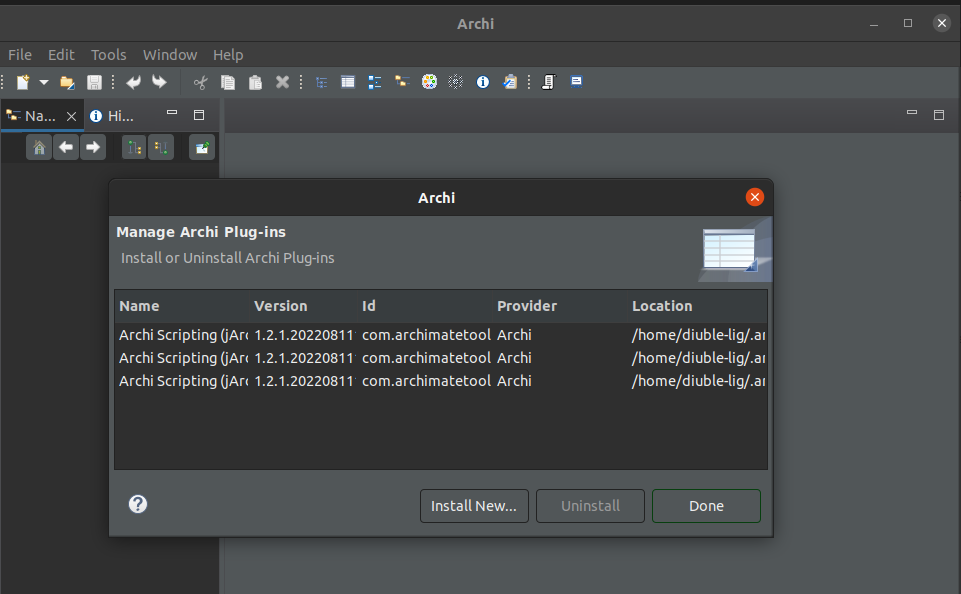 Archi
File Edit Tools Window Help
Na... Hi...
Archi
Manage Archi Plug-ins
Install or Uninstall Archi Plug-ins
Name Version Id Provider Location
Archi Scripting (jArc 1.2.1.20220811 com.archimatetool Archi /home/diuble-lig/.ar
Archi Scripting (jArc 1.2.1.20220811 com.archimatetool Archi /home/diuble-lig/.ar
Archi Scripting (jArc 1.2.1.20220811 com.archimatetool Archi /home/diuble-lig/.ar
Install New... Uninstall Done